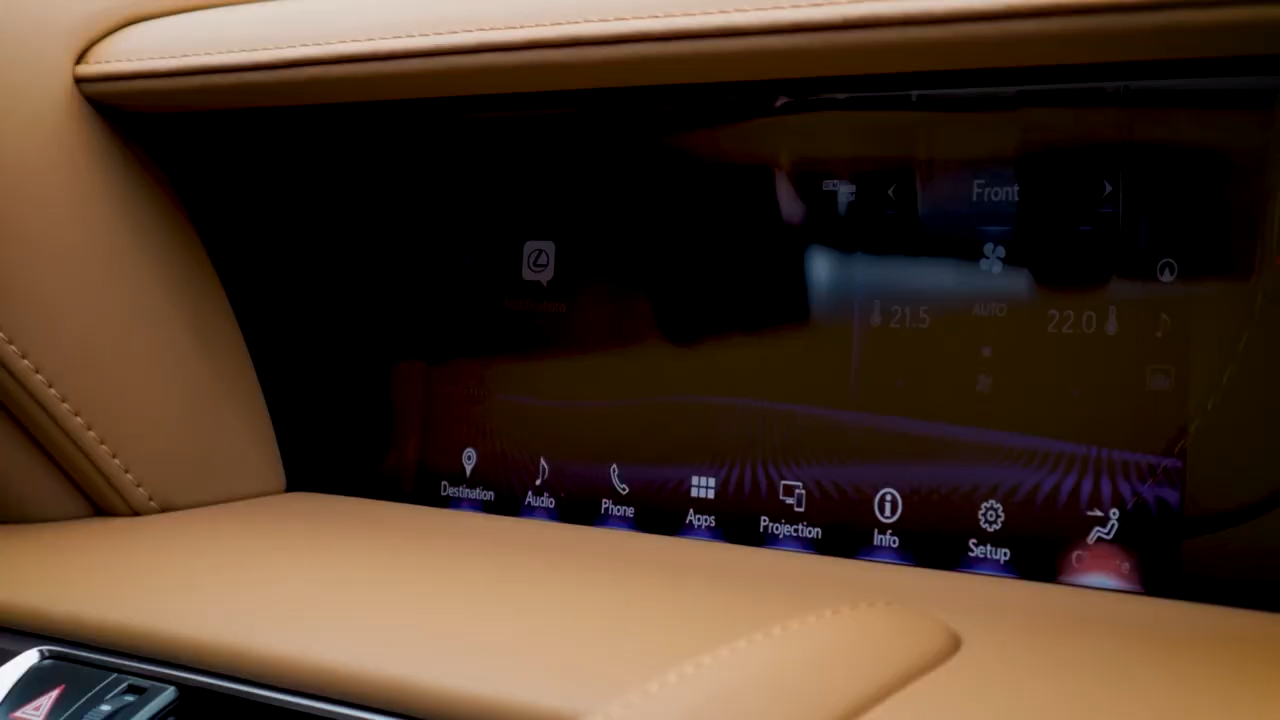 Front
21.5
AUTO
22.0
Destination
Audio
Phone
Apps
Projection
Info
Setup